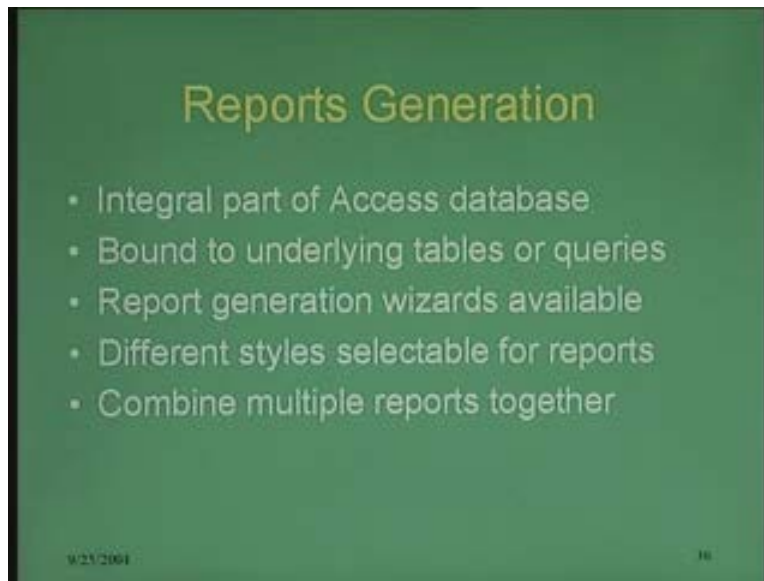 Reports Generation
• Integral part of Access database
• Bound to underlying tables or queries
• Report generation wizards available
• Different styles selectable for reports
• Combine multiple reports together